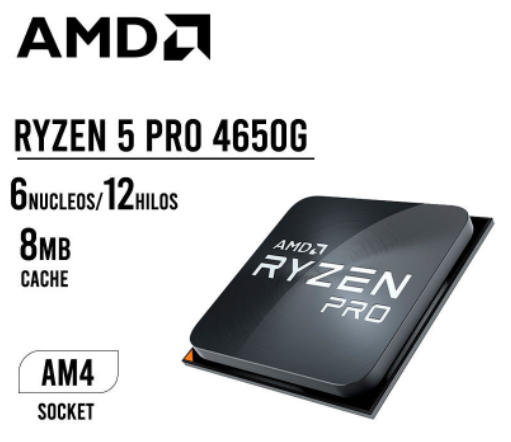 AMD
RYZEN 5 PRO 4650G
6NUCLEOS/12HILOS
8MB
CACHE
AMD
RYZEN
PRO
AM4
SOCKET